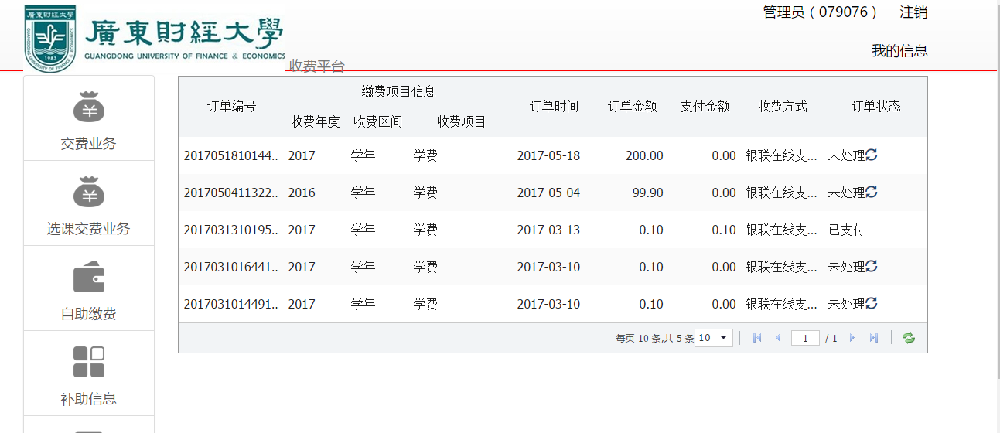 管理员（079076） 注销
廣東財經大學
GUANGDONG UNIVERSITY OF FINANCE & ECONOMICS
1983
我的信息
收费平台
交费业务
选课交费业务
自助缴费
补助信息
订单编号 缴费项目信息 订单时间 订单金额 支付金额 收费方式 订单状态
收费年度 收费区间 收费项目
2017051810144.. 2017 学年 学费 2017-05-18 200.00 0.00 银联在线支... 未处理
2017050411322.. 2016 学年 学费 2017-05-04 99.90 0.00 银联在线支... 未处理
2017031310195.. 2017 学年 学费 2017-03-13 0.10 0.10 银联在线支... 已支付
2017031016441.. 2017 学年 学费 2017-03-10 0.10 0.00 银联在线支... 未处理
2017031014491.. 2017 学年 学费 2017-03-10 0.10 0.00 银联在线支... 未处理
每页 10 条,共 5 条 10 1 / 1